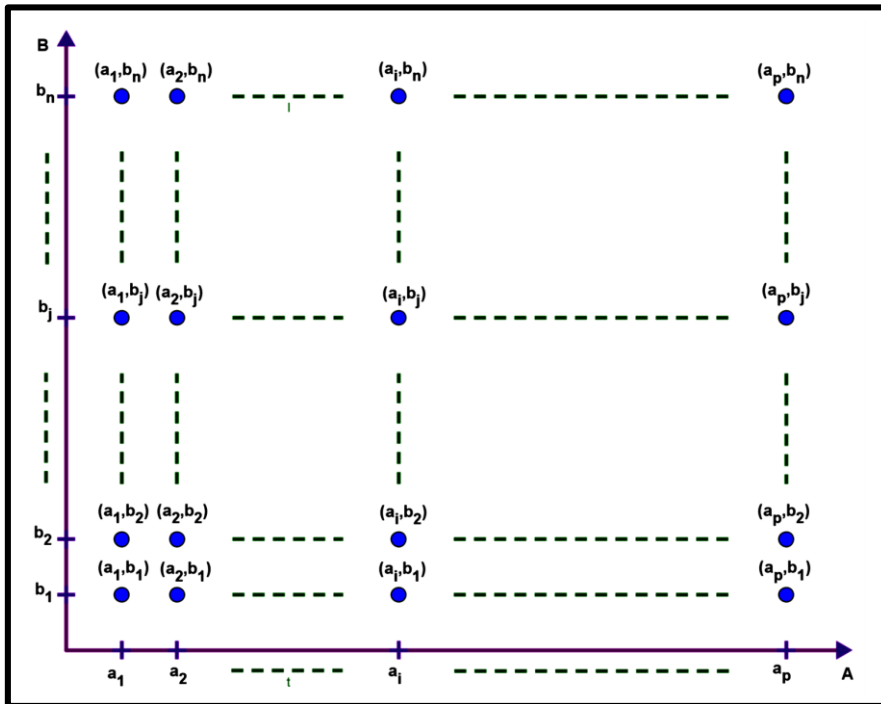 B
(a₁,bₙ) (a₂,bₙ) (aᵢ,bₙ) (aₚ,bₙ)
bₙ
l
(a₁,bⱼ) (a₂,bⱼ) (aᵢ,bⱼ) (aₚ,bⱼ)
bⱼ
(a₁,b₂) (a₂,b₂) (aᵢ,b₂) (aₚ,b₂)
b₂
(a₁,b₁) (a₂,b₁) (aᵢ,b₁) (aₚ,b₁)
b₁
a₁ a₂ t aᵢ aₚ A